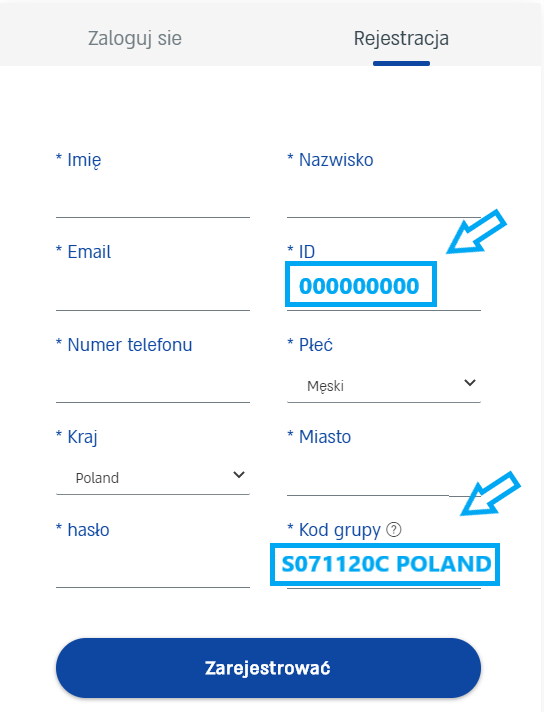 Zaloguj sie Rejestracja
* Imię * Nazwisko
* Email * ID
000000000
* Numer telefonu * Płeć
Męski
* Kraj * Miasto
Poland
* hasło * Kod grupy ?
S071120C POLAND
Zarejestrować